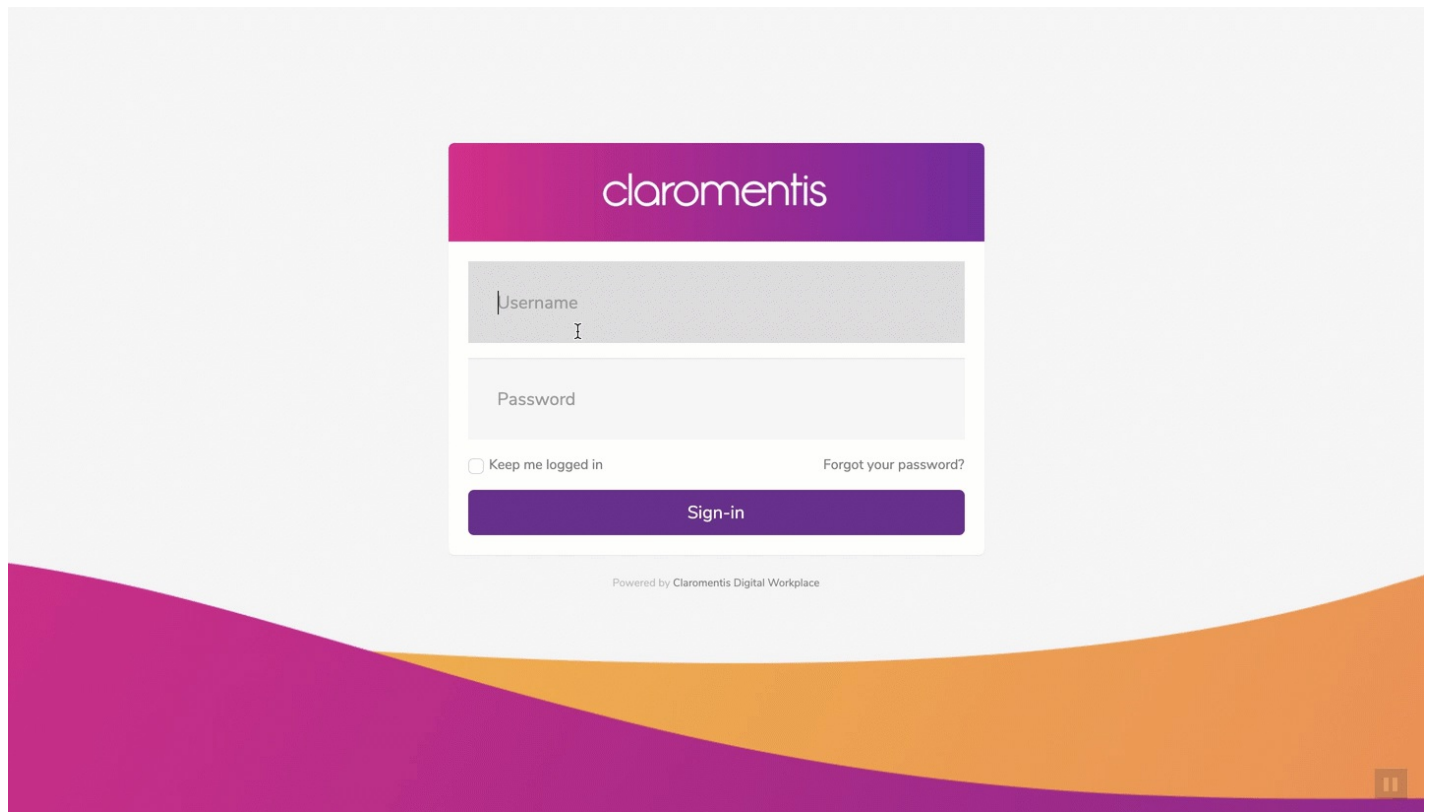 claromentis
Username
Password
Keep me logged in Forgot your password?
Sign-in
Powered by Claromentis Digital Workplace